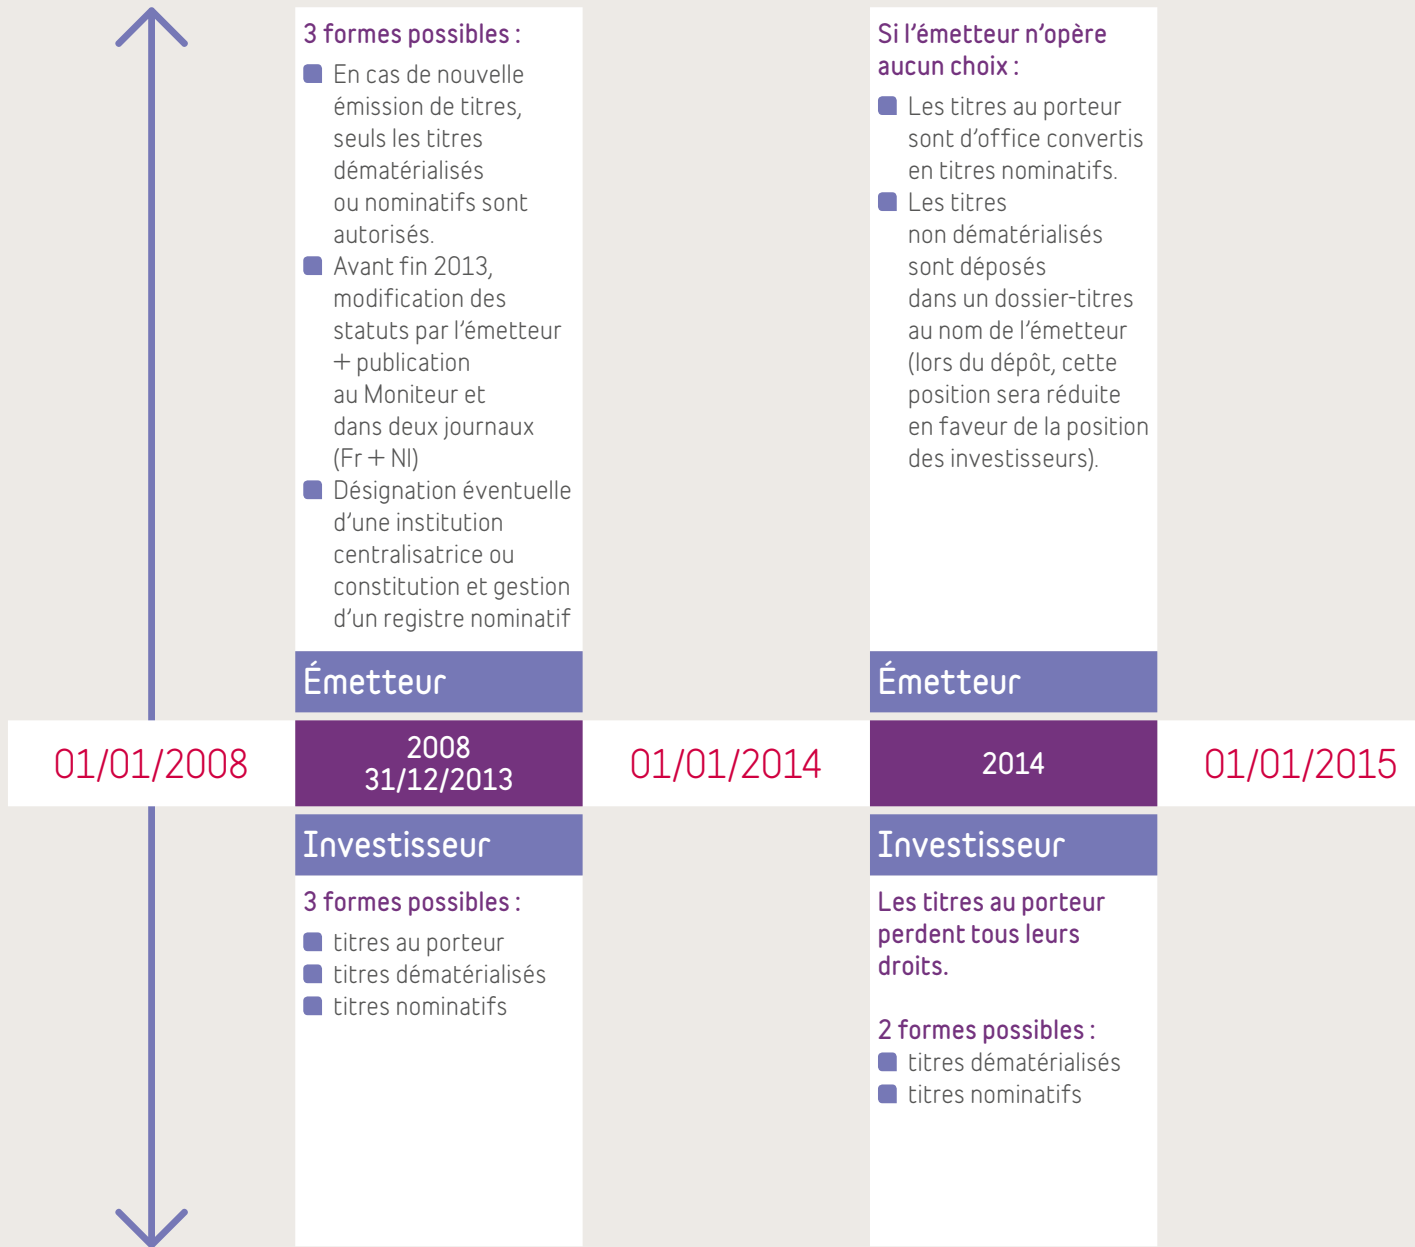 3 formes possibles :
En cas de nouvelle
émission de titres,
seuls les titres
dématérialisés
ou nominatifs sont
autorisés.
Avant fin 2013,
modification des
statuts par l’émetteur
+ publication
au Moniteur et
dans deux journaux
(Fr + Nl)
Désignation éventuelle
d’une institution
centralisatrice ou
constitution et gestion
d’un registre nominatif
Émetteur
Si l’émetteur n’opère
aucun choix :
Les titres au porteur
sont d’office convertis
en titres nominatifs.
Les titres
non dématérialisés
sont déposés
dans un dossier-titres
au nom de l’émetteur
(lors du dépôt, cette
position sera réduite
en faveur de la position
des investisseurs).
Émetteur
01/01/2008
2008
31/12/2013
01/01/2014
2014
01/01/2015
Investisseur
3 formes possibles :
titres au porteur
titres dématérialisés
titres nominatifs
Investisseur
Les titres au porteur
perdent tous leurs
droits.
2 formes possibles :
titres dématérialisés
titres nominatifs